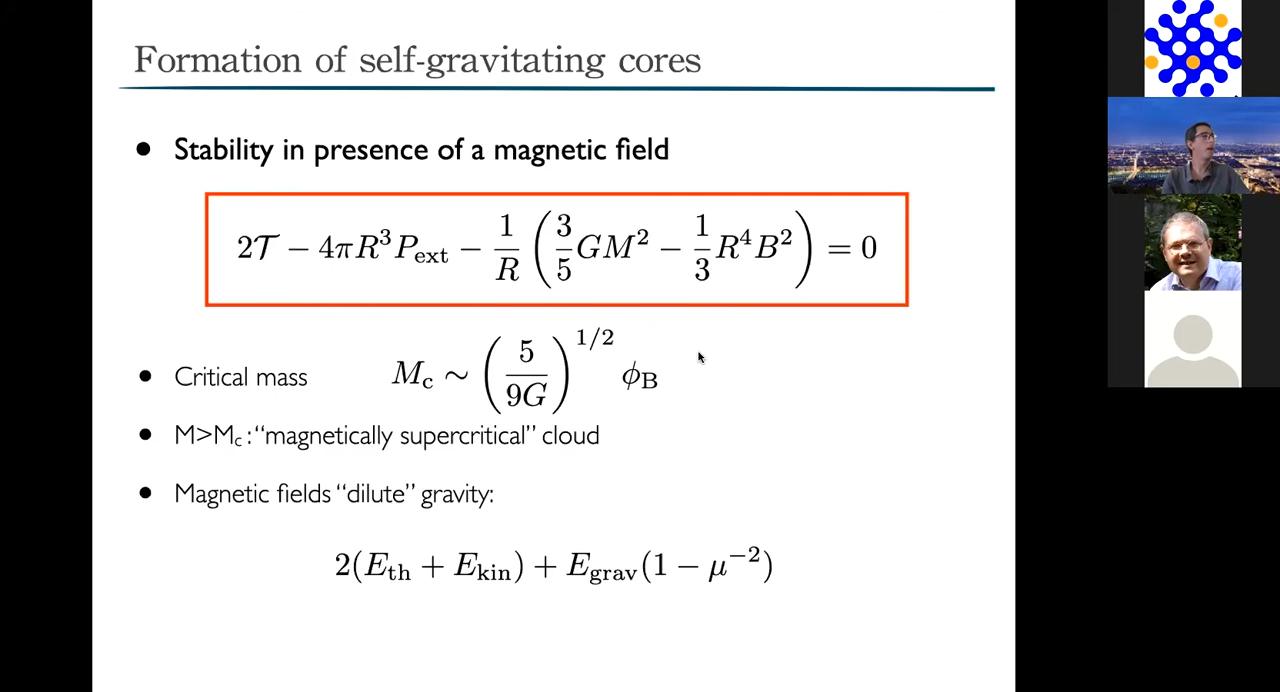 Formation of self-gravitating cores
● Stability in presence of a magnetic field
2𝒯 − 4πR³P_ext − 1/R (3/5 GM² − 1/3 R⁴B²) = 0
● Critical mass M_c ∼ (5/9G)^{1/2} ϕ_B
● M>M_c : “magnetically supercritical” cloud
● Magnetic fields “dilute” gravity:
2(E_th + E_kin) + E_grav(1 − μ⁻²)